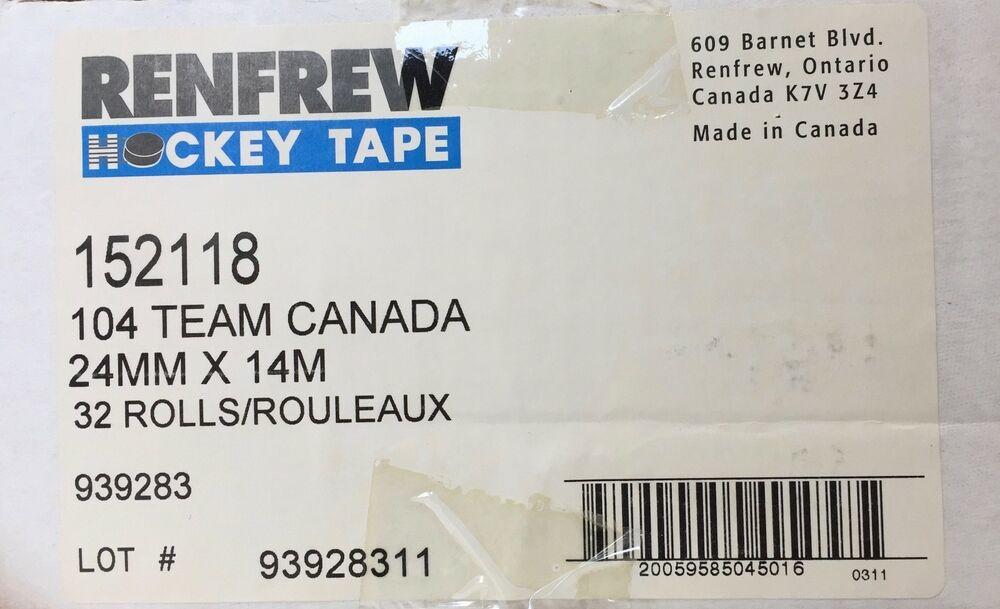 RENFREW
HOCKEY TAPE
609 Barnet Blvd.
Renfrew, Ontario
Canada K7V 3Z4
Made in Canada
152118
104 TEAM CANADA
24MM X 14M
32 ROLLS/ROULEAUX
939283
LOT # 93928311
20059585045016
0311